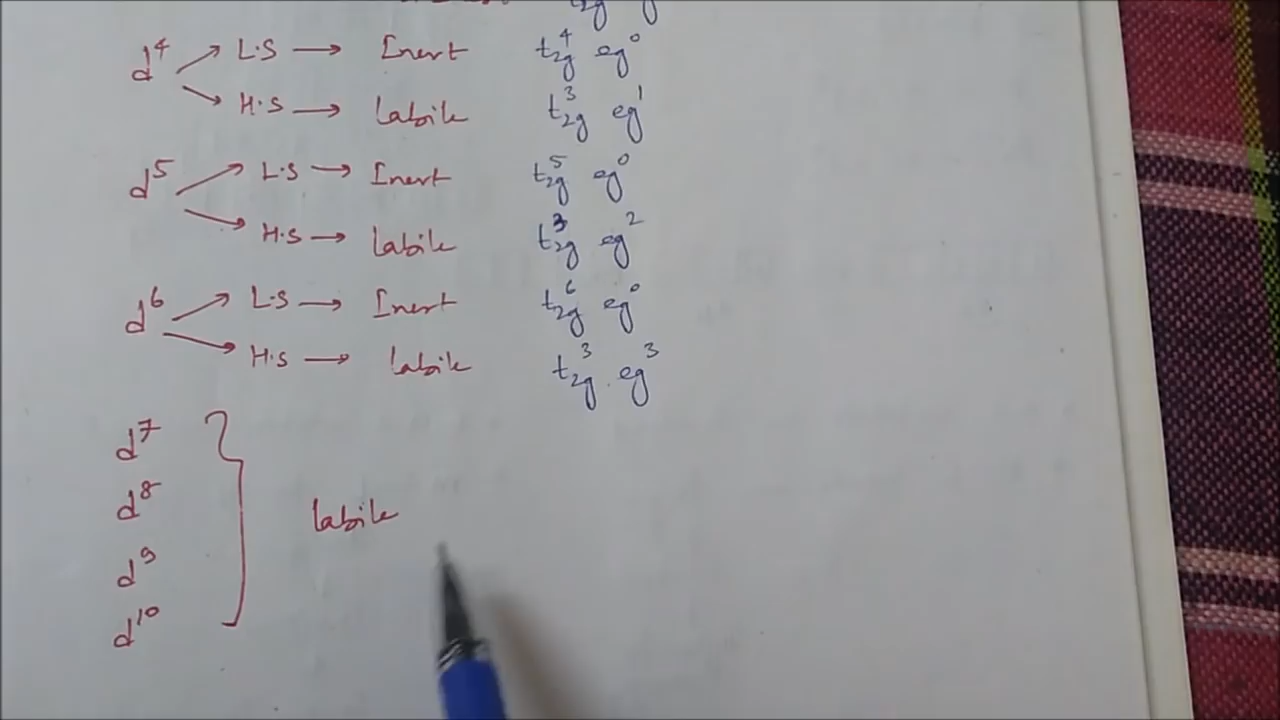 t₂g
d⁴ L.S → Inert t₂g⁴ eg⁰
H.S → labile t₂g³ eg¹
d⁵ L.S → Inert t₂g⁵ eg⁰
H.S → labile t₂g³ eg²
d⁶ L.S → Inert t₂g⁶ eg⁰
H.S → labile t₂g³ eg³
d⁷
d⁸
labile
d⁹
d¹⁰